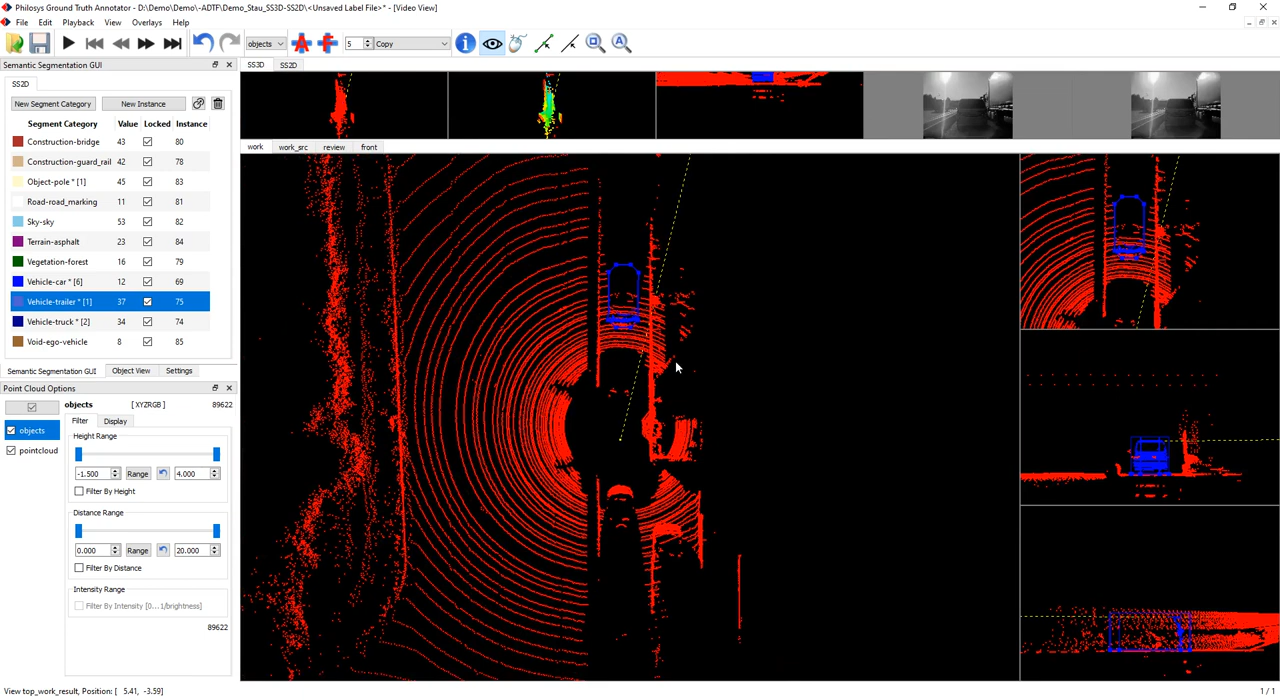 Philosys Ground Truth Annotator - D:\Demo\Demo\-ADTF\Demo_Stau_SS3D-SS2D\<Unsaved Label File>* - [Video View]
File Edit Playback View Overlays Help
objects 5 Copy
Semantic Segmentation GUI
SS2D
New Segment Category New Instance
Segment Category Value Locked Instance
Construction-bridge 43 80
Construction-guard_rail 42 78
Object-pole * [1] 45 83
Road-road_marking 11 81
Sky-sky 53 82
Terrain-asphalt 23 84
Vegetation-forest 16 79
Vehicle-car * [6] 12 69
Vehicle-trailer * [1] 37 75
Vehicle-truck * [2] 34 74
Void-ego-vehicle 8 85
Semantic Segmentation GUI Object View Settings
Point Cloud Options
objects [XYZRGB] 89622
objects
pointcloud
Filter Display
Height Range
-1.500 Range 4.000
Filter By Height
Distance Range
0.000 Range 20.000
Filter By Distance
Intensity Range
Filter By Intensity [0...1/brightness]
89622
SS3D SS2D
work work_src review front
View top_work_result, Position: [ 5.41, -3.59]
1 / 1